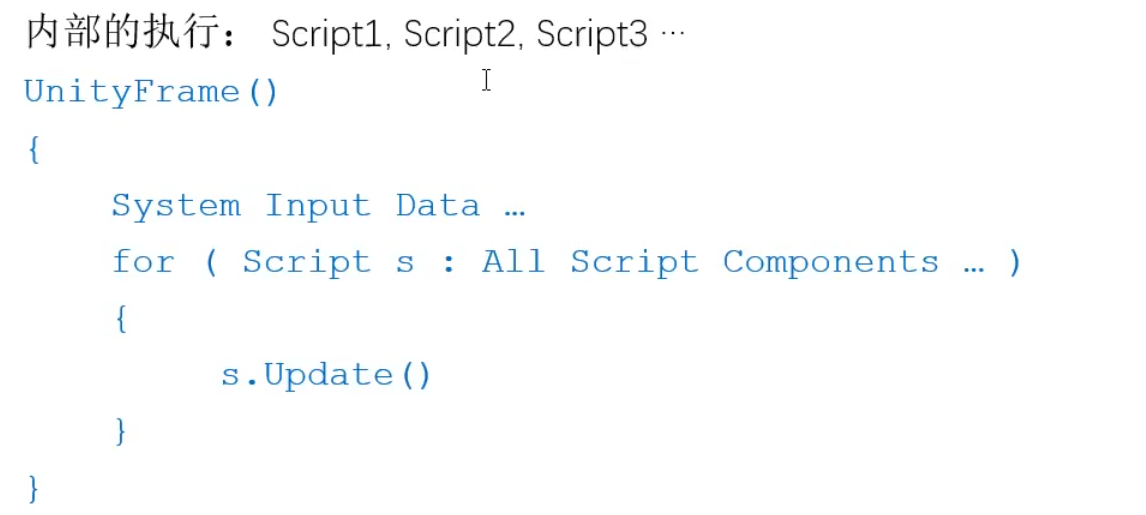 内部的执行： Script1, Script2, Script3 …
UnityFrame()
{
System Input Data …
for ( Script s : All Script Components … )
{
s.Update()
}
}